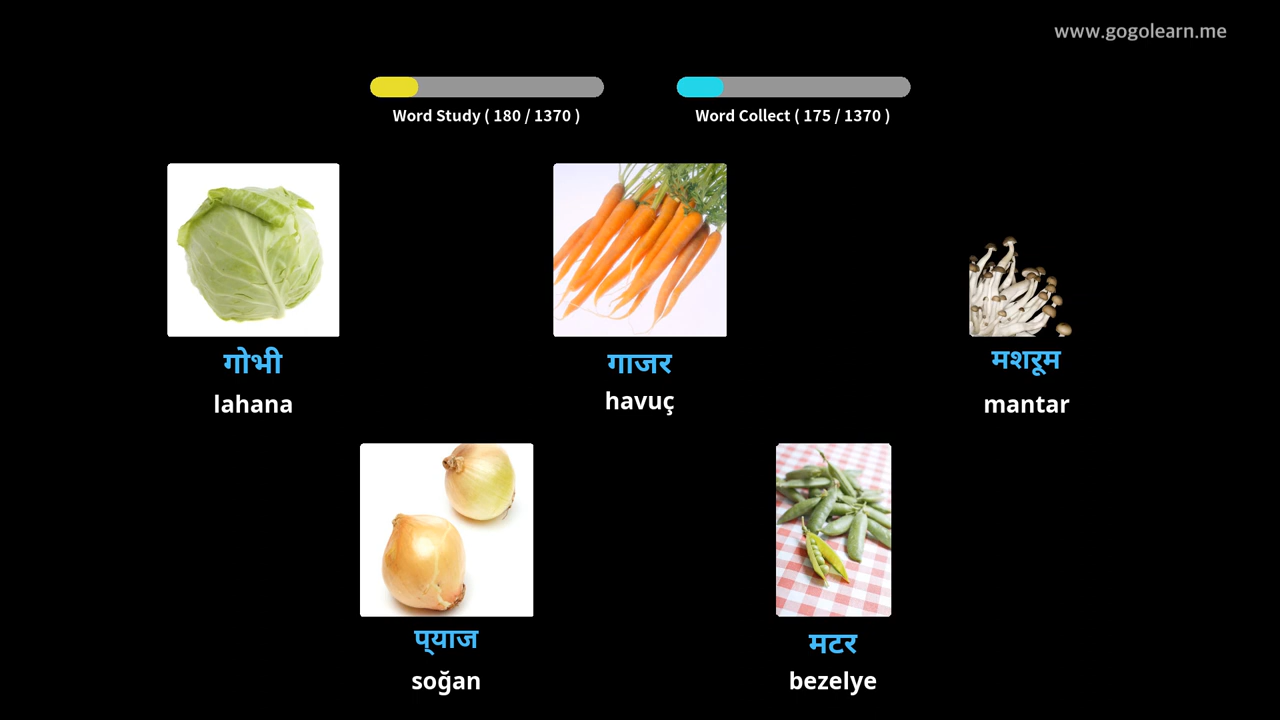 www.gogolearn.me
Word Study ( 180 / 1370 )
Word Collect ( 175 / 1370 )
गोभी
गाजर
मशरूम
lahana
havuç
mantar
प्याज
मटर
soğan
bezelye